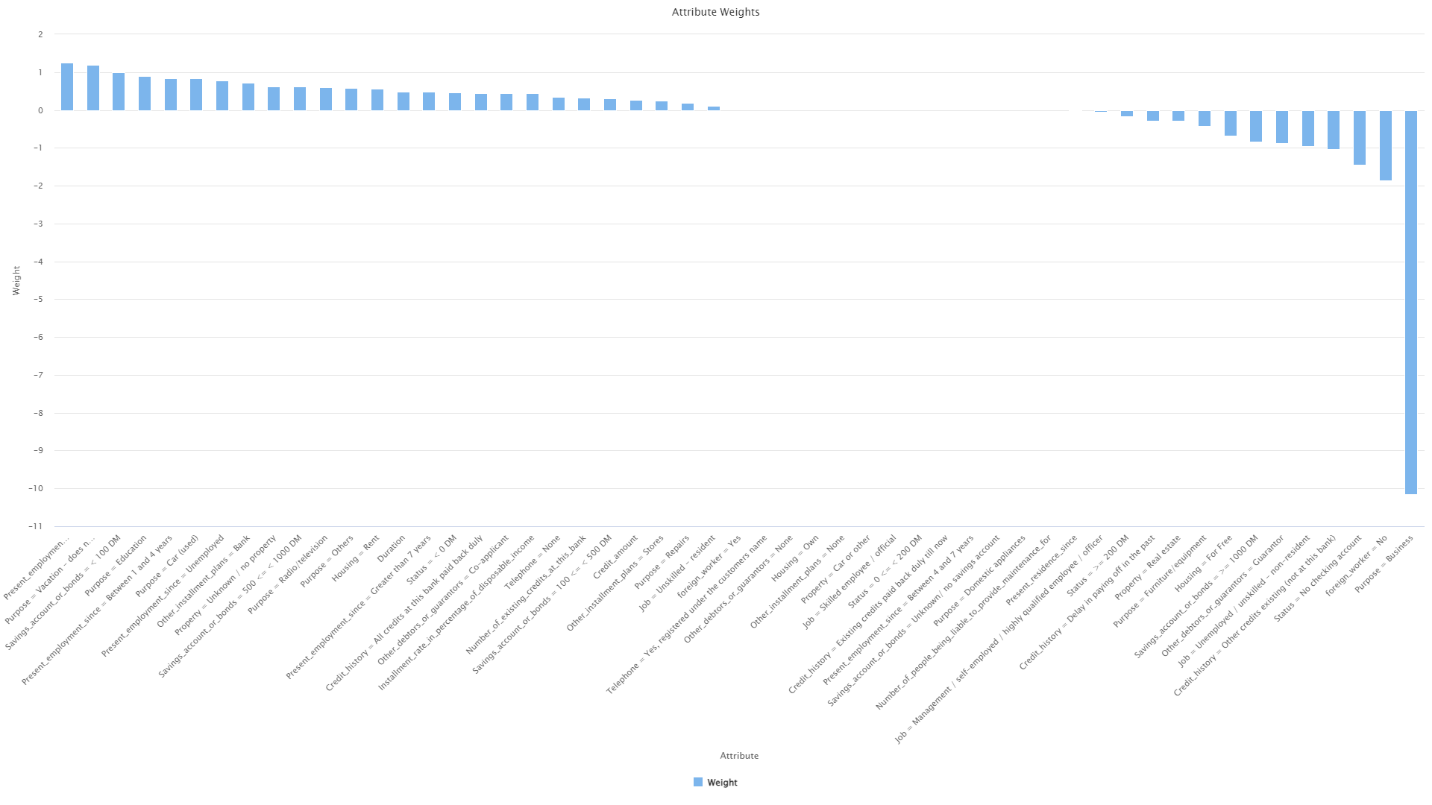 Attribute Weights
2
1
0
-1
-2
-3
-4
-5
-6
-7
-8
-9
-10
-11
Weight
Present_employmen...
Purpose = Vacation - does n...
Savings_account_or_bonds = < 100 DM
Purpose = Education
Present_employment_since = Between 1 and 4 years
Purpose = Car (used)
Present_employment_since = Unemployed
Other_installment_plans = Bank
Property = Unknown / no property
Savings_account_or_bonds = 500 <= < 1000 DM
Purpose = Radio/television
Purpose = Others
Housing = Rent
Duration
Present_employment_since = Greater than 7 years
Status = < 0 DM
Credit_history = All credits at this bank paid back duly
Other_debtors_or_guarantors = Co-applicant
Installment_rate_in_percentage_of_disposable_income
Telephone = None
Number_of_existing_credits_at_this_bank
Savings_account_or_bonds = 100 <= < 500 DM
Credit_amount
Other_installment_plans = Stores
Purpose = Repairs
Job = Unskilled - resident
foreign_worker = Yes
Telephone = Yes, registered under the customers name
Other_debtors_or_guarantors = None
Housing = Own
Other_installment_plans = None
Property = Car or other
Job = Skilled employee / official
Status = 0 <= < 200 DM
Credit_history = Existing credits paid back duly till now
Present_employment_since = Between 4 and 7 years
Savings_account_or_bonds = Unknown / no savings account
Purpose = Domestic appliances
Number_of_people_being_liable_to_provide_maintenance_for
Present_residence_since
Job = Management / self-employed / highly qualified employee / officer
Status = >= 200 DM
Credit_history = Delay in paying off in the past
Property = Real estate
Purpose = Furniture/equipment
Housing = For Free
Savings_account_or_bonds = >= 1000 DM
Other_debtors_or_guarantors = Guarantor
Job = Unemployed / unskilled - non-resident
Credit_history = Other credits existing (not at this bank)
Status = No checking account
foreign_worker = No
Purpose = Business
Attribute
Weight